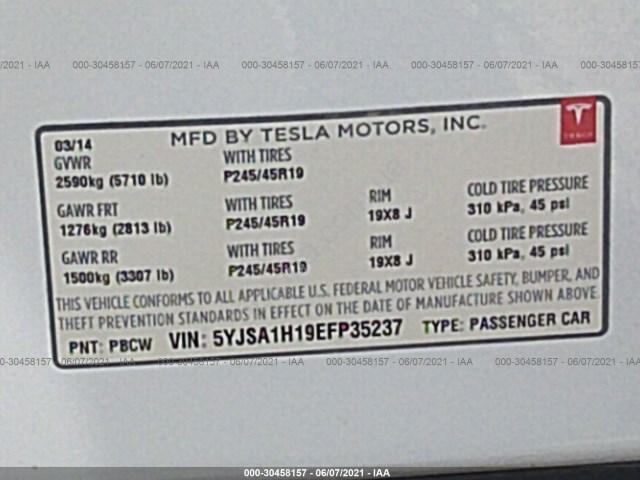 /2021 - IAA 000-30458157 - 06/07/2021 - IAA 000-30458157 - 06/07/2021 - IAA 000-30458157 - 06/
03/14 MFD BY TESLA MOTORS, INC. TESLA
GVWR WITH TIRES
2590kg (5710 lb) P245/45R19
GAWR FRT WITH TIRES RIM COLD TIRE PRESSURE
1276kg (2813 lb) P245/45R19 19X8 J 310 kPa, 45 psi
GAWR RR WITH TIRES RIM COLD TIRE PRESSURE
1500kg (3307 lb) P245/45R19 19X8 J 310 kPa, 45 psi
THIS VEHICLE CONFORMS TO ALL APPLICABLE U.S. FEDERAL MOTOR VEHICLE SAFETY, BUMPER, AND
THEFT PREVENTION STANDARDS IN EFFECT ON THE DATE OF MANUFACTURE SHOWN ABOVE.
PNT: PBCW VIN: 5YJSA1H19EFP35237 TYPE: PASSENGER CAR
/2021 - IAA 000-30458157 - 06/07/2021 - IAA 000-30458157 - 06/07/2021 - IAA 000-30458157 - 06/
000-30458157 - 06/07/2021 - IAA